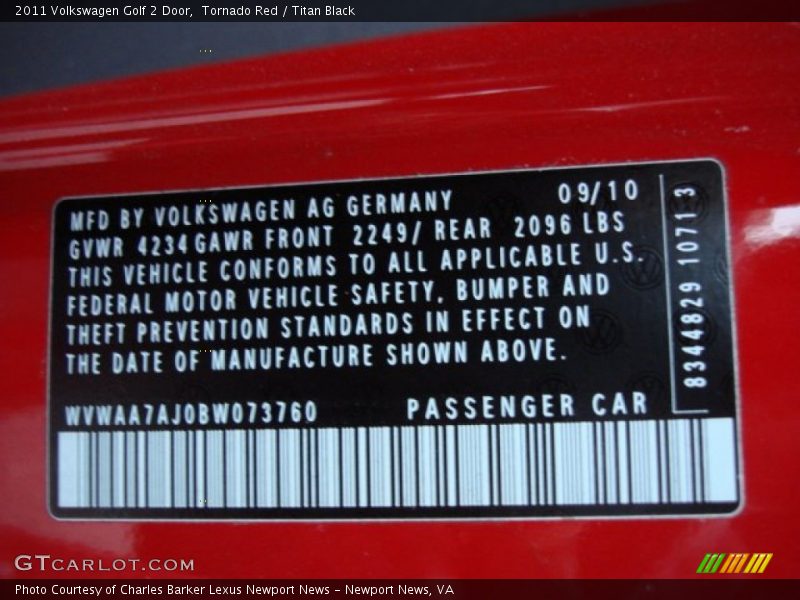 2011 Volkswagen Golf 2 Door, Tornado Red / Titan Black
MFD BY VOLKSWAGEN AG GERMANY 09/10
GVWR 4234 GAWR FRONT 2249/ REAR 2096 LBS
THIS VEHICLE CONFORMS TO ALL APPLICABLE U.S.
FEDERAL MOTOR VEHICLE SAFETY, BUMPER AND
THEFT PREVENTION STANDARDS IN EFFECT ON
THE DATE OF MANUFACTURE SHOWN ABOVE.
8344829 10713
WVWAA7AJ0BW073760 PASSENGER CAR
GTCARLOT.COM
Photo Courtesy of Charles Barker Lexus Newport News - Newport News, VA